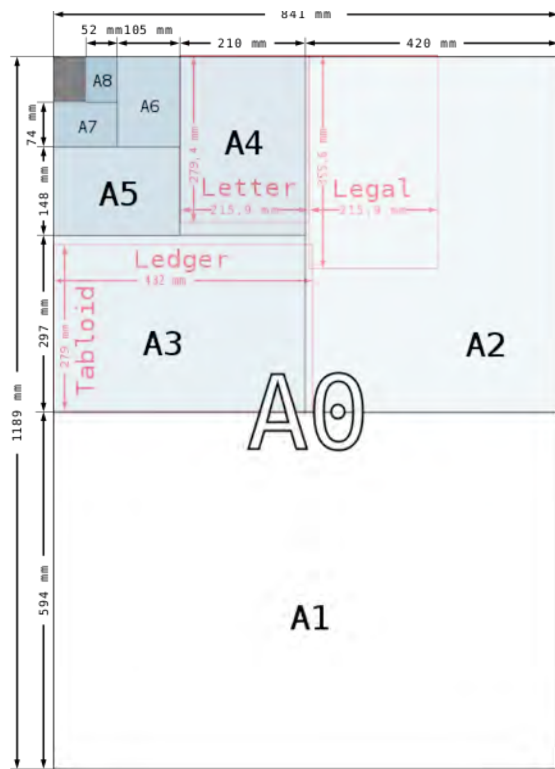 841 mm
52 mm 105 mm 210 mm 420 mm
A8
A6
A7
74 mm
A4
279.4 mm
355.6 mm
Letter
Legal
215.9 mm
215.9 mm
A5
148 mm
Ledger
432 mm
Tabloid
279 mm
297 mm
A3
A2
1189 mm
A0
594 mm
A1